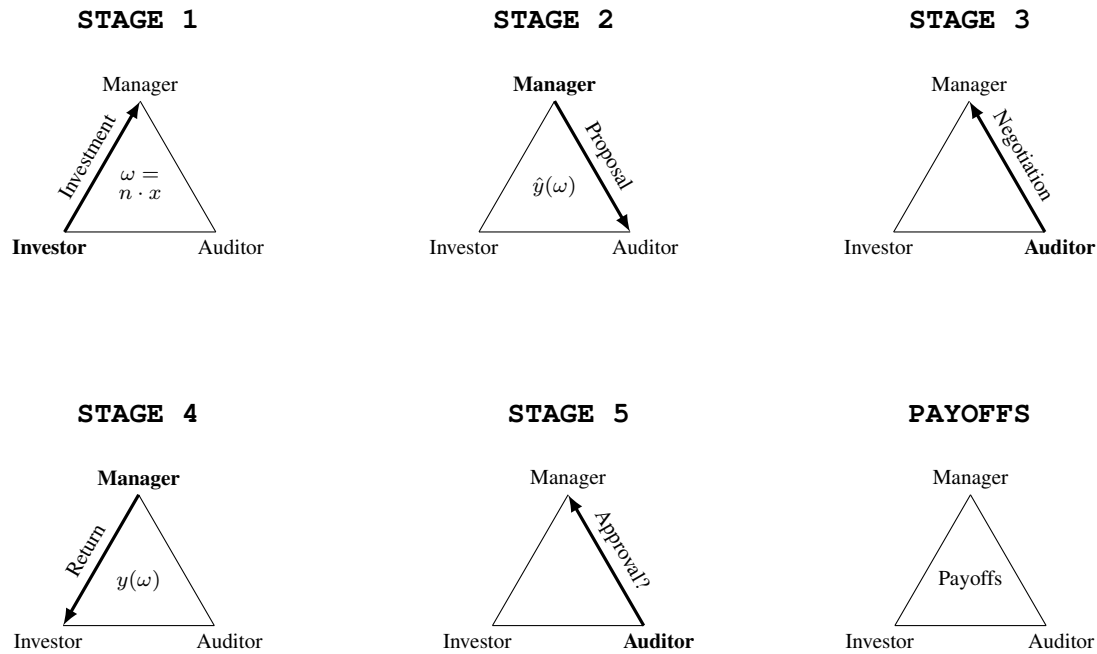 STAGE 1
STAGE 2
STAGE 3
Manager
Investment
ω =
n · x
Investor
Auditor
Manager
Proposal
ŷ(ω)
Investor
Auditor
Manager
Negotiation
Investor
Auditor
STAGE 4
STAGE 5
PAYOFFS
Manager
Return
y(ω)
Investor
Auditor
Manager
Approval?
Investor
Auditor
Manager
Payoffs
Investor
Auditor